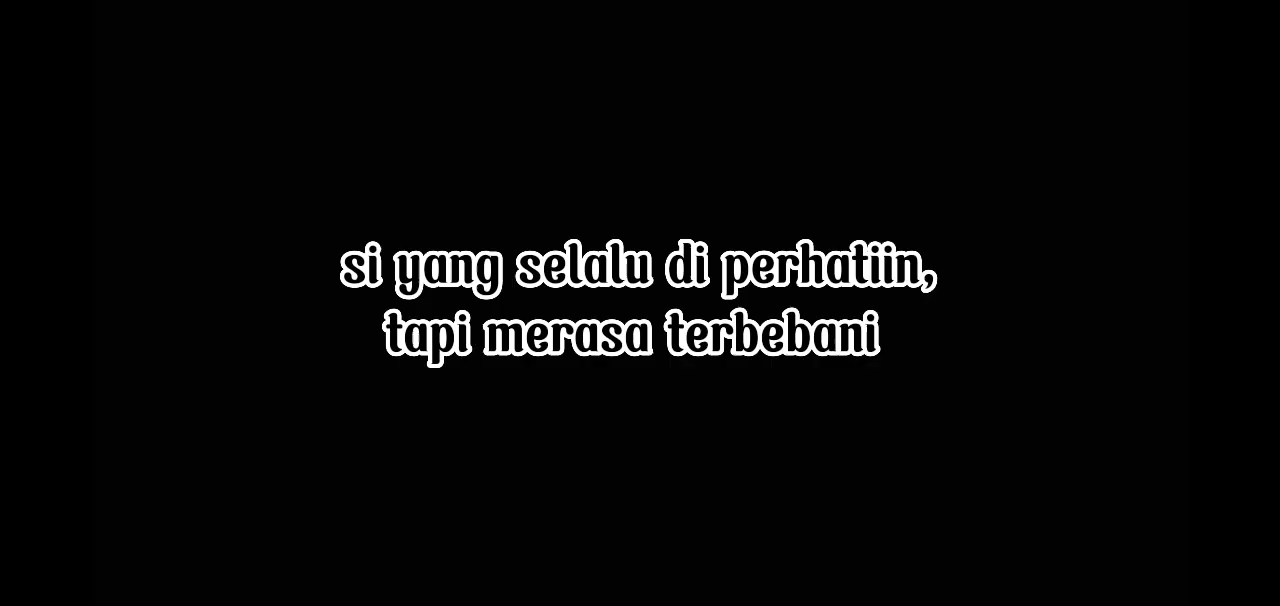 si yang selalu di perhatiin,
tapi merasa terbebani